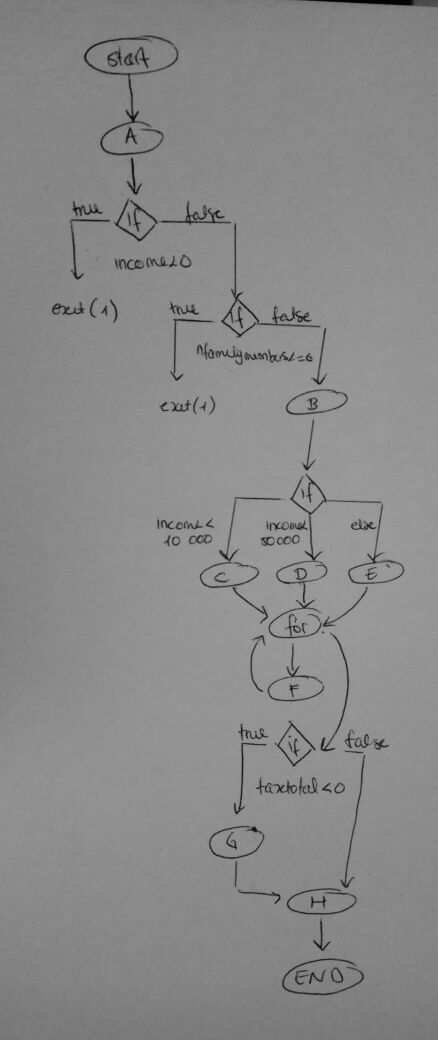 start
A
true
if
false
income<0
exit(1)
true
if
false
nfamilymembers<=0
exit(1)
B
if
income<
10 000
income<
50000
else
C
D
E
for
F
true
if
false
taxtotal<0
G
H
END